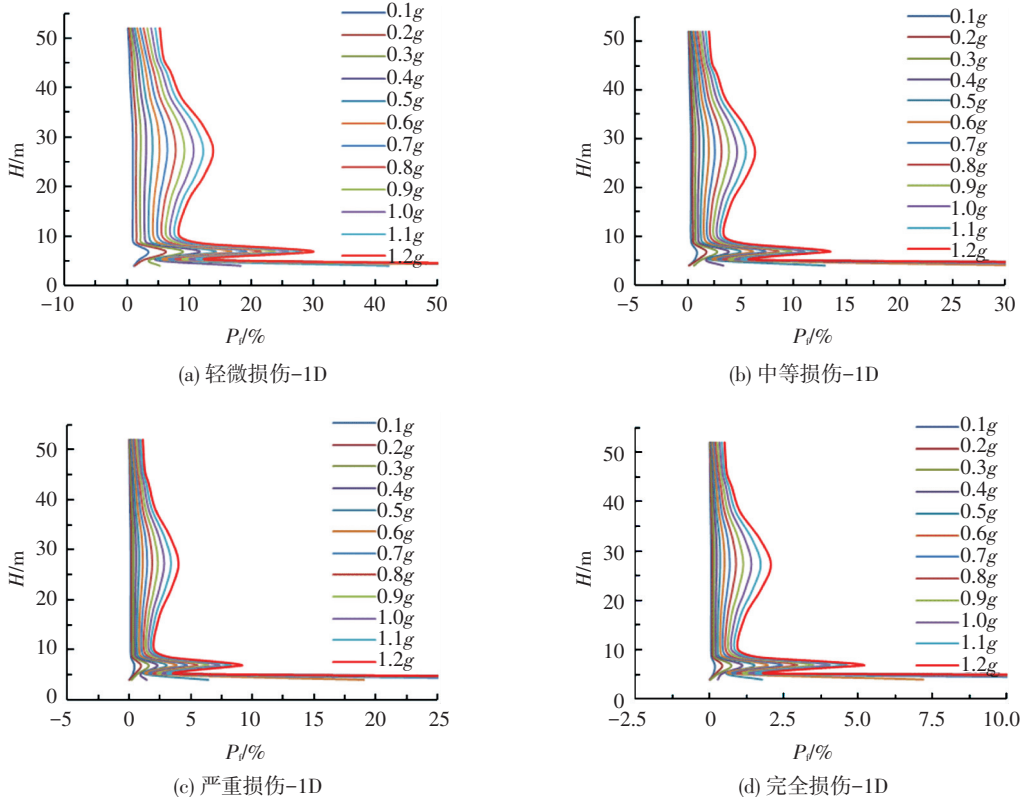 50
40
30
20
10
0
H/m
−10
0
10
20
30
40
50
P_f/%
0.1g
0.2g
0.3g
0.4g
0.5g
0.6g
0.7g
0.8g
0.9g
1.0g
1.1g
1.2g
(a) 轻微损伤−1D
50
40
30
20
10
0
H/m
−5
0
5
10
15
20
25
30
P_f/%
0.1g
0.2g
0.3g
0.4g
0.5g
0.6g
0.7g
0.8g
0.9g
1.0g
1.1g
1.2g
(b) 中等损伤−1D
50
40
30
20
10
0
H/m
−5
0
5
10
15
20
25
P_f/%
0.1g
0.2g
0.3g
0.4g
0.5g
0.6g
0.7g
0.8g
0.9g
1.0g
1.1g
1.2g
(c) 严重损伤−1D
50
40
30
20
10
0
H/m
−2.5
0
2.5
5.0
7.5
10.0
P_f/%
0.1g
0.2g
0.3g
0.4g
0.5g
0.6g
0.7g
0.8g
0.9g
1.0g
1.1g
1.2g
(d) 完全损伤−1D